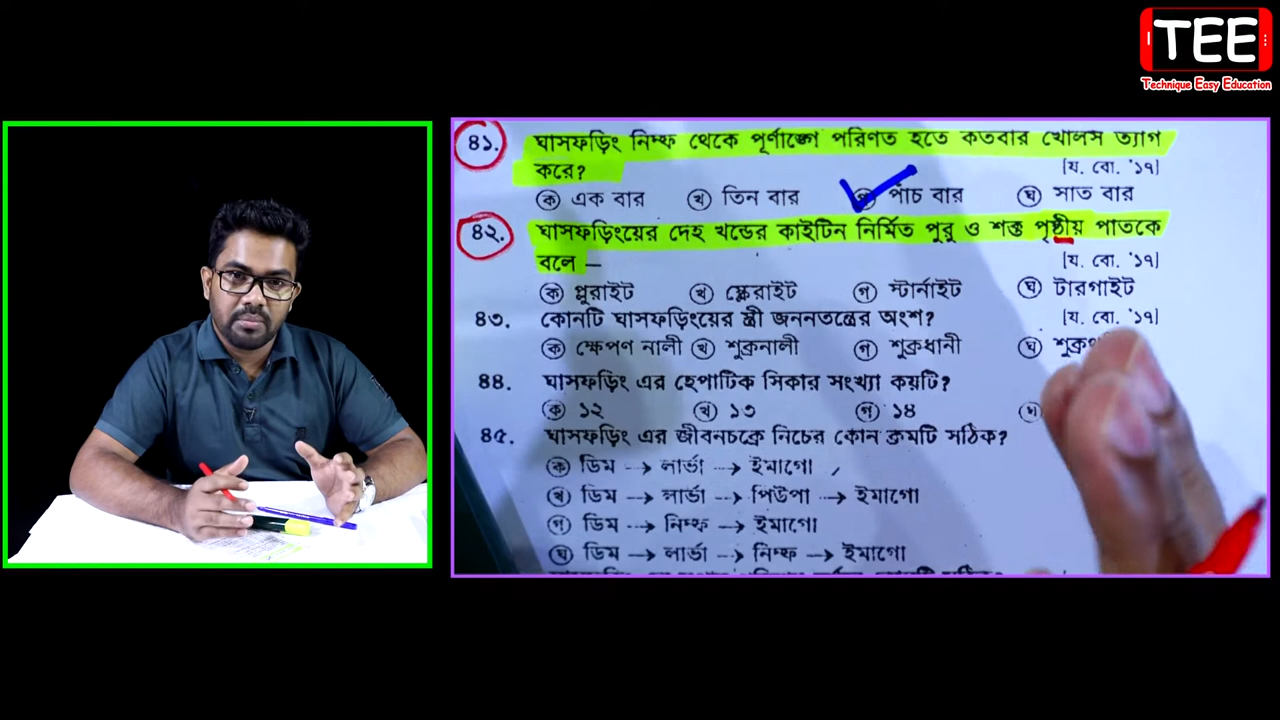 TEE
Technique Easy Education
৪১. ঘাসফড়িং নিম্ফ থেকে পূর্ণাঙ্গে পরিণত হতে কতবার খোলস ত্যাগ
করে? [য. বো. '১৭]
ক এক বার খ তিন বার গ পাঁচ বার ঘ সাত বার
৪২. ঘাসফড়িংয়ের দেহ খন্ডের কাইটিন নির্মিত পুরু ও শক্ত পৃষ্ঠীয় পাতকে
বলে – [য. বো. '১৭]
ক প্লুরাইট খ স্ক্লেরাইট গ স্টার্নাইট ঘ টারগাইট
৪৩. কোনটি ঘাসফড়িংয়ের স্ত্রী জননতন্ত্রের অংশ? [য. বো. '১৭]
ক ক্ষেপণ নালী খ শুক্রনালী গ শুক্রধানী ঘ
৪৪. ঘাসফড়িং এর হেপাটিক সিকার সংখ্যা কয়টি?
ক ১২ খ ১৩ গ ১৪ ঘ
৪৫. ঘাসফড়িং এর জীবনচক্রে নিচের কোন ক্রমটি সঠিক?
ক ডিম → লার্ভা → ইমাগো
খ ডিম → লার্ভা → পিউপা → ইমাগো
গ ডিম → নিম্ফ → ইমাগো
ঘ ডিম → লার্ভা → নিম্ফ → ইমাগো